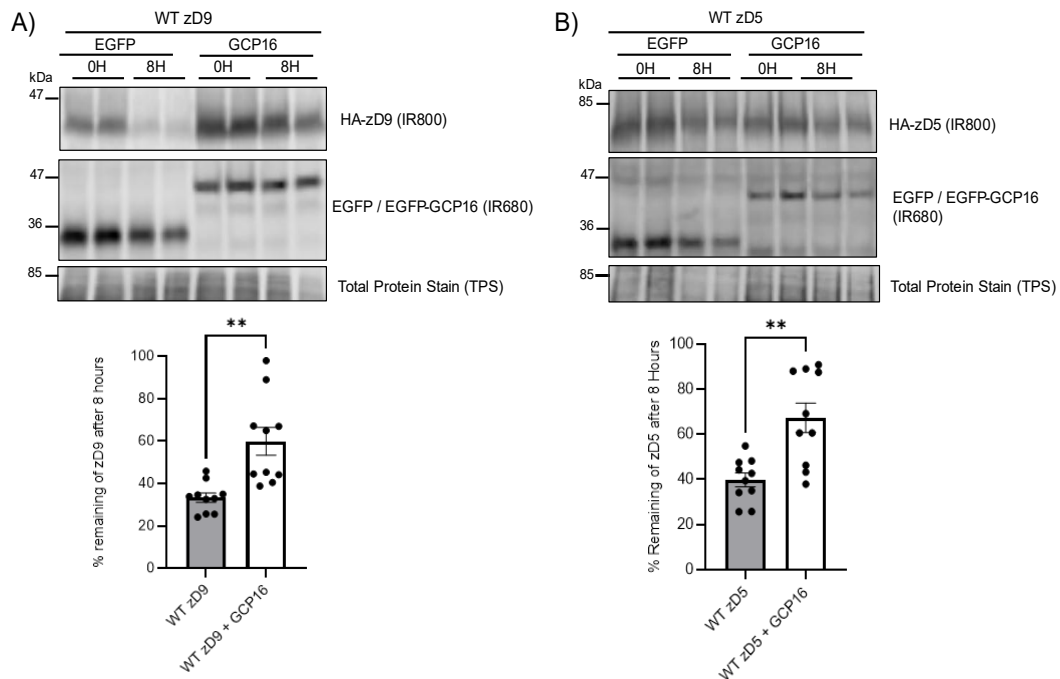 A)
WT zD9
EGFP GCP16
0H 8H 0H 8H
kDa
47
HA-zD9 (IR800)
47
EGFP / EGFP-GCP16 (IR680)
36
85
Total Protein Stain (TPS)
**
% remaining of zD9 after 8 hours
100
80
60
40
20
0
WT zD9
WT zD9 + GCP16
B)
WT zD5
EGFP GCP16
0H 8H 0H 8H
kDa
85
HA-zD5 (IR800)
47
EGFP / EGFP-GCP16
(IR680)
36
85
Total Protein Stain (TPS)
**
% Remaining of zD5 after 8 Hours
100
80
60
40
20
0
WT zD5
WT zD5 + GCP16